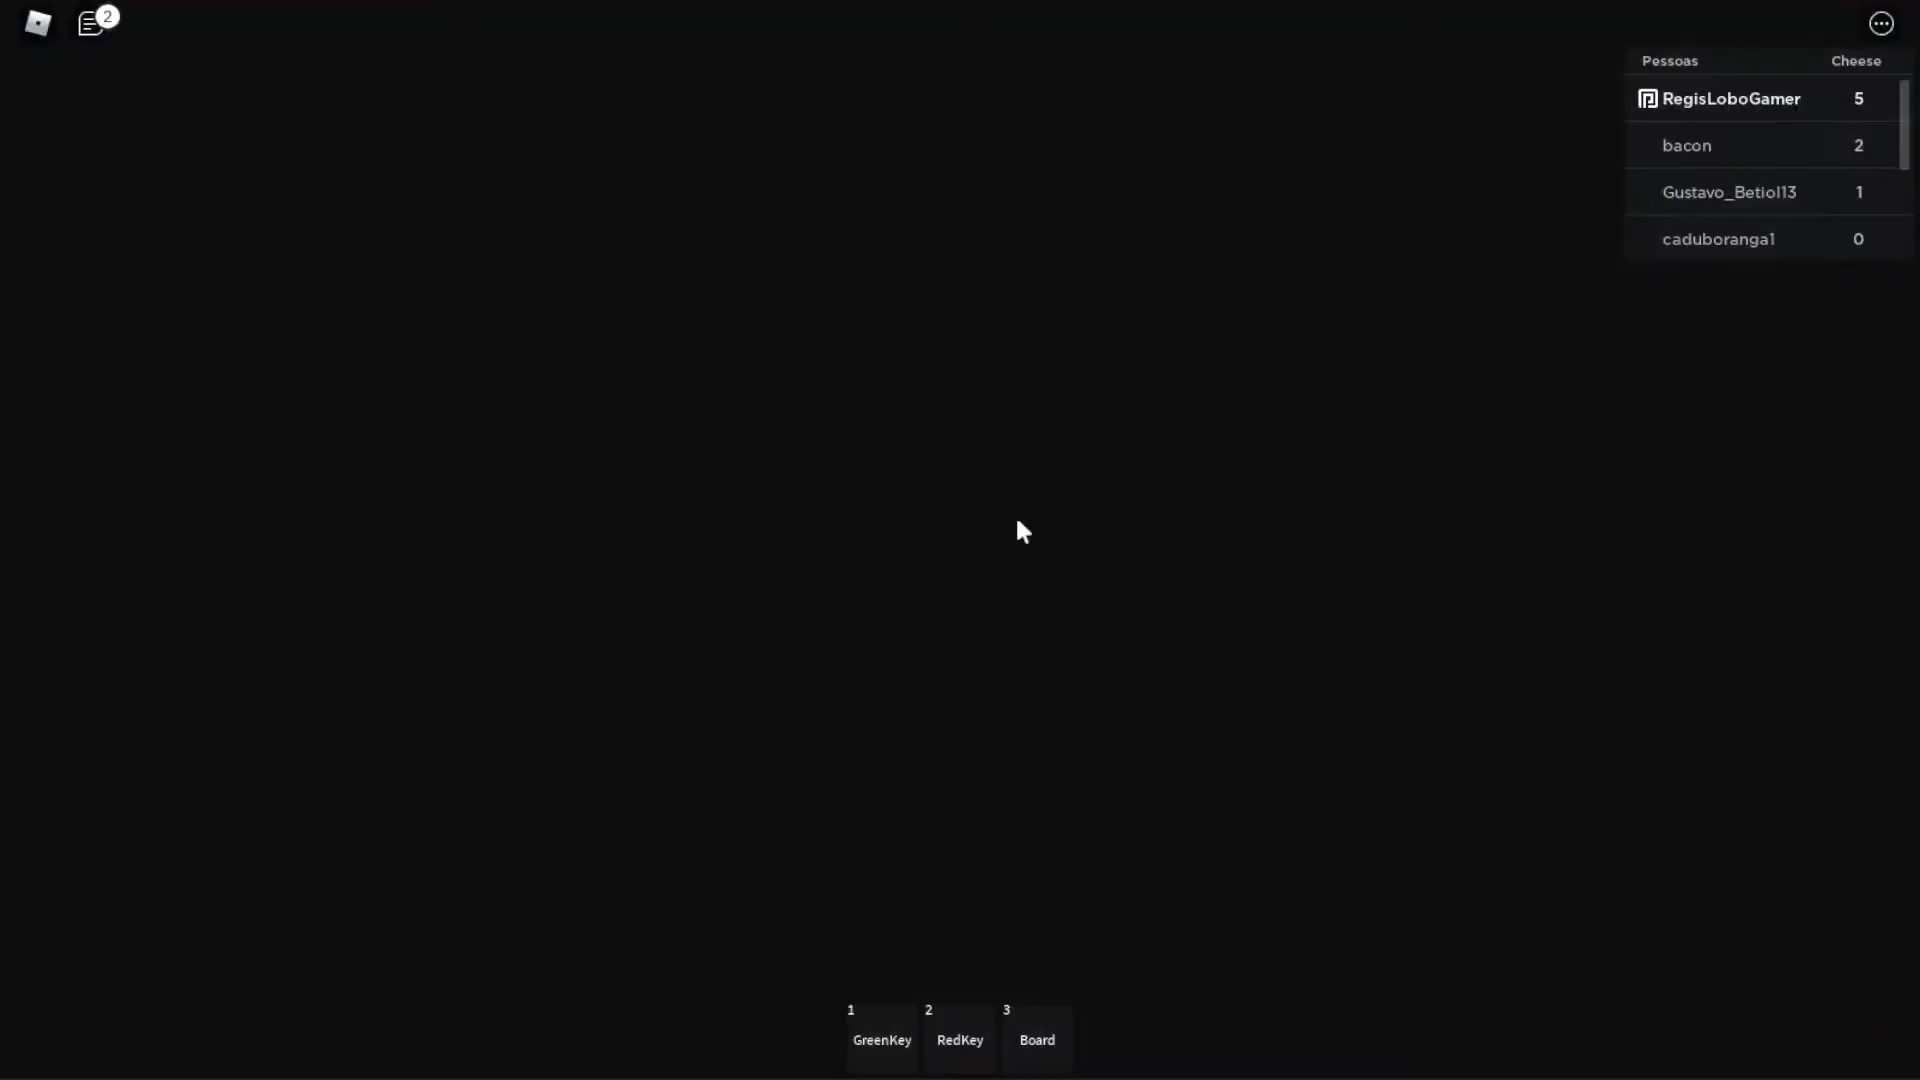 2
Pessoas Cheese
RegisLoboGamer 5
bacon 2
Gustavo_Betiol13 1
caduboranga1 0
1 2 3
GreenKey RedKey Board